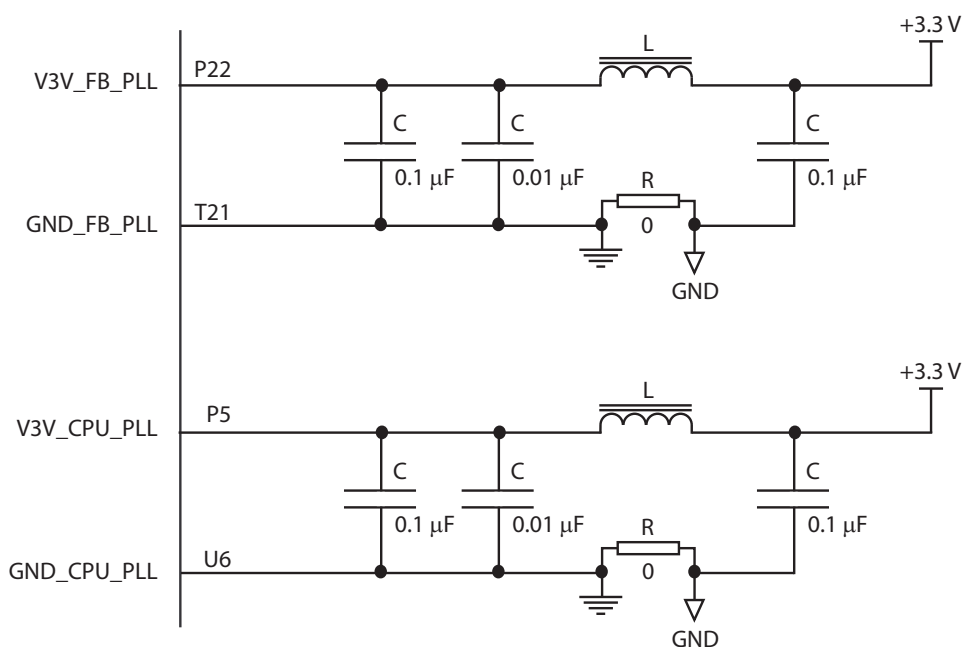 +3.3 V
L
V3V_FB_PLL P22
C C C
0.1 μF 0.01 μF R 0.1 μF
GND_FB_PLL T21
0
GND
+3.3 V
L
V3V_CPU_PLL P5
C C C
0.1 μF 0.01 μF R 0.1 μF
GND_CPU_PLL U6
0
GND